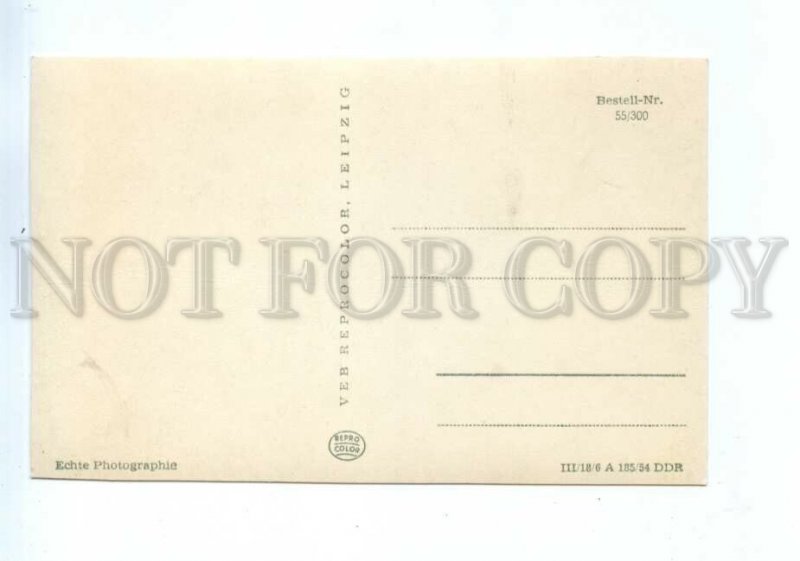 Bestell-Nr.
55/300
VEB REPROCOLOR, LEIPZIG
NOT FOR COPY
REPRO
COLOR
Echte Photographie
III/18/6 A 185/54 DDR